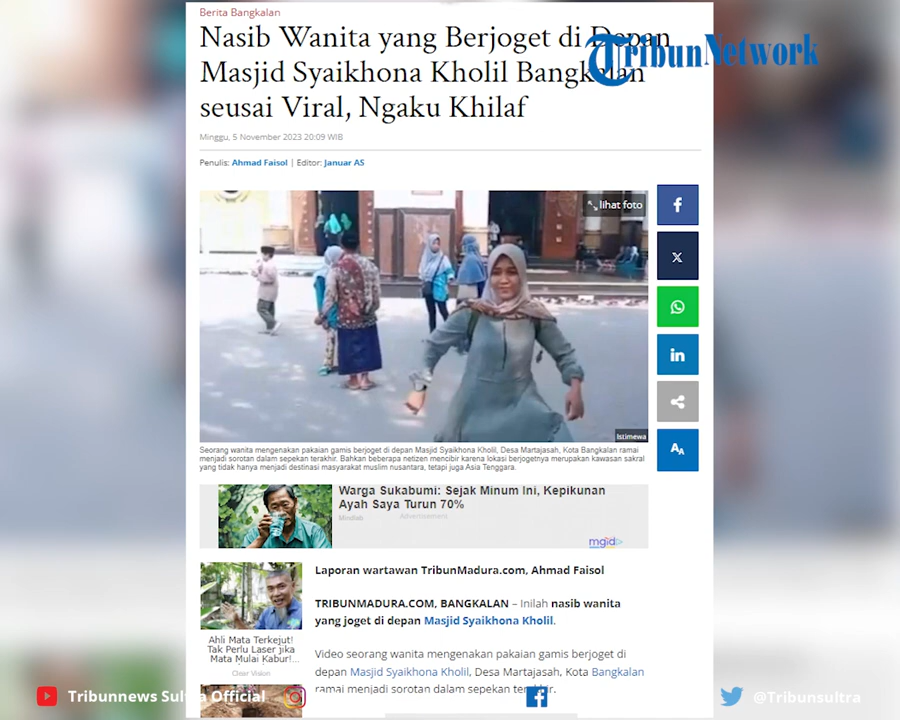 Berita Bangkalan
Nasib Wanita yang Berjoget di Depan
Masjid Syaikhona Kholil Bangkalan
seusai Viral, Ngaku Khilaf
TribunNetwork
Minggu, 5 November 2023 20:09 WIB
Penulis: Ahmad Faisol | Editor: Januar AS
lihat foto
Istimewa
Seorang wanita mengenakan pakaian gamis berjoget di depan Masjid Syaikhona Kholil, Desa Martajasah, Kota Bangkalan ramai
menjadi sorotan dalam sepekan terakhir. Bahkan beberapa netizen mencibir karena lokasi berjogetnya merupakan kawasan sakral
yang tidak hanya menjadi destinasi masyarakat muslim nusantara, tetapi juga Asia Tenggara.
Warga Sukabumi: Sejak Minum Ini, Kepikunan
Ayah Saya Turun 70%
Advertisement
mgid
Laporan wartawan TribunMadura.com, Ahmad Faisol
TRIBUNMADURA.COM, BANGKALAN – Inilah nasib wanita
yang joget di depan Masjid Syaikhona Kholil.
Ahli Mata Terkejut!
Tak Perlu Laser jika
Mata Mulai Kabur!...
Video seorang wanita mengenakan pakaian gamis berjoget di
depan Masjid Syaikhona Kholil, Desa Martajasah, Kota Bangkalan
ramai menjadi sorotan dalam sepekan terakhir.
Tribunnews Sultra Official
@Tribunsultra